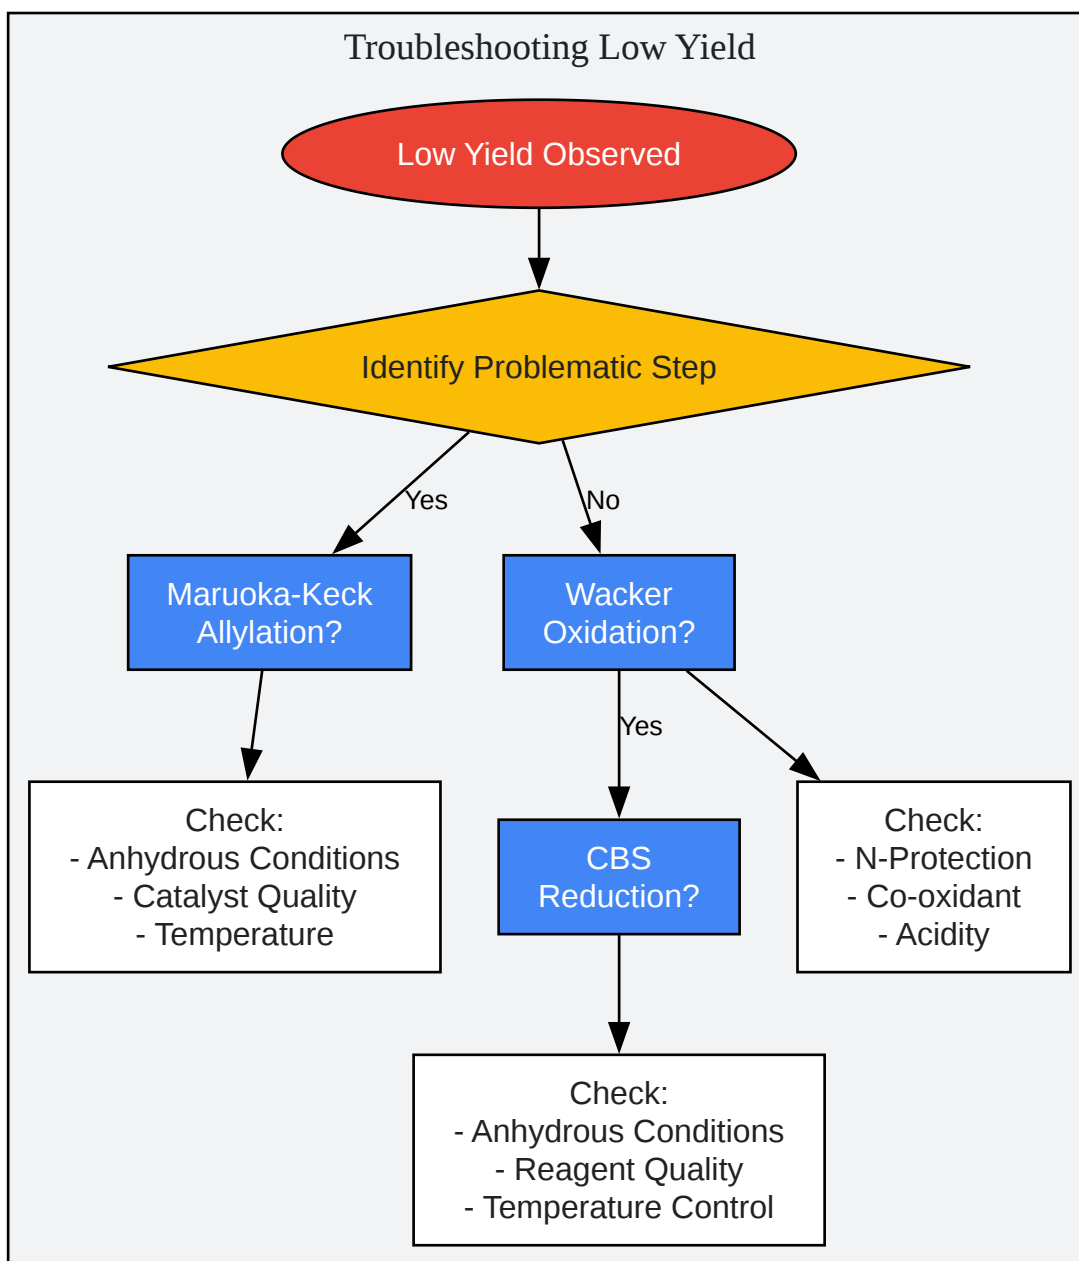 Troubleshooting Low Yield
Low Yield Observed
Identify Problematic Step
Yes
No
Maruoka-Keck
Allylation?
Wacker
Oxidation?
Yes
Check:
- Anhydrous Conditions
- Catalyst Quality
- Temperature
CBS
Reduction?
Check:
- N-Protection
- Co-oxidant
- Acidity
Check:
- Anhydrous Conditions
- Reagent Quality
- Temperature Control